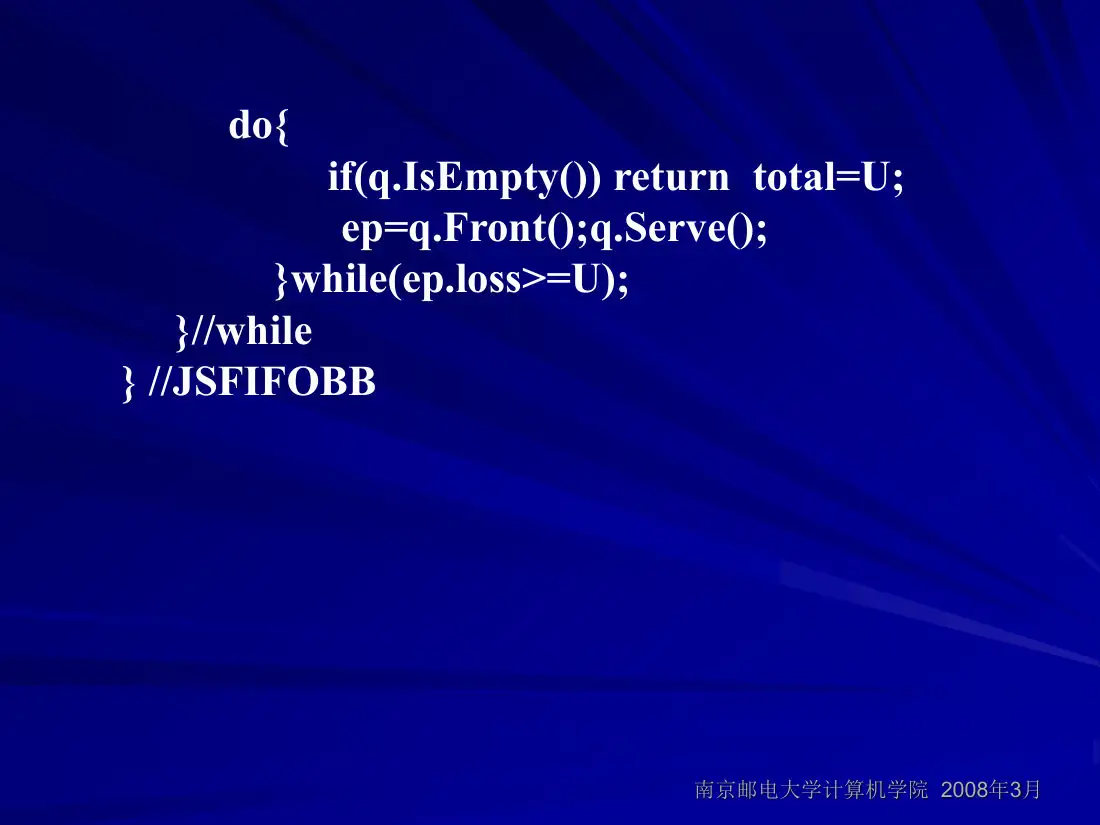 do{
if(q.IsEmpty()) return  total=U;
ep=q.Front();q.Serve();
}while(ep.loss>=U);
}//while
} //JSFIFOBB
南京邮电大学计算机学院  2008年3月